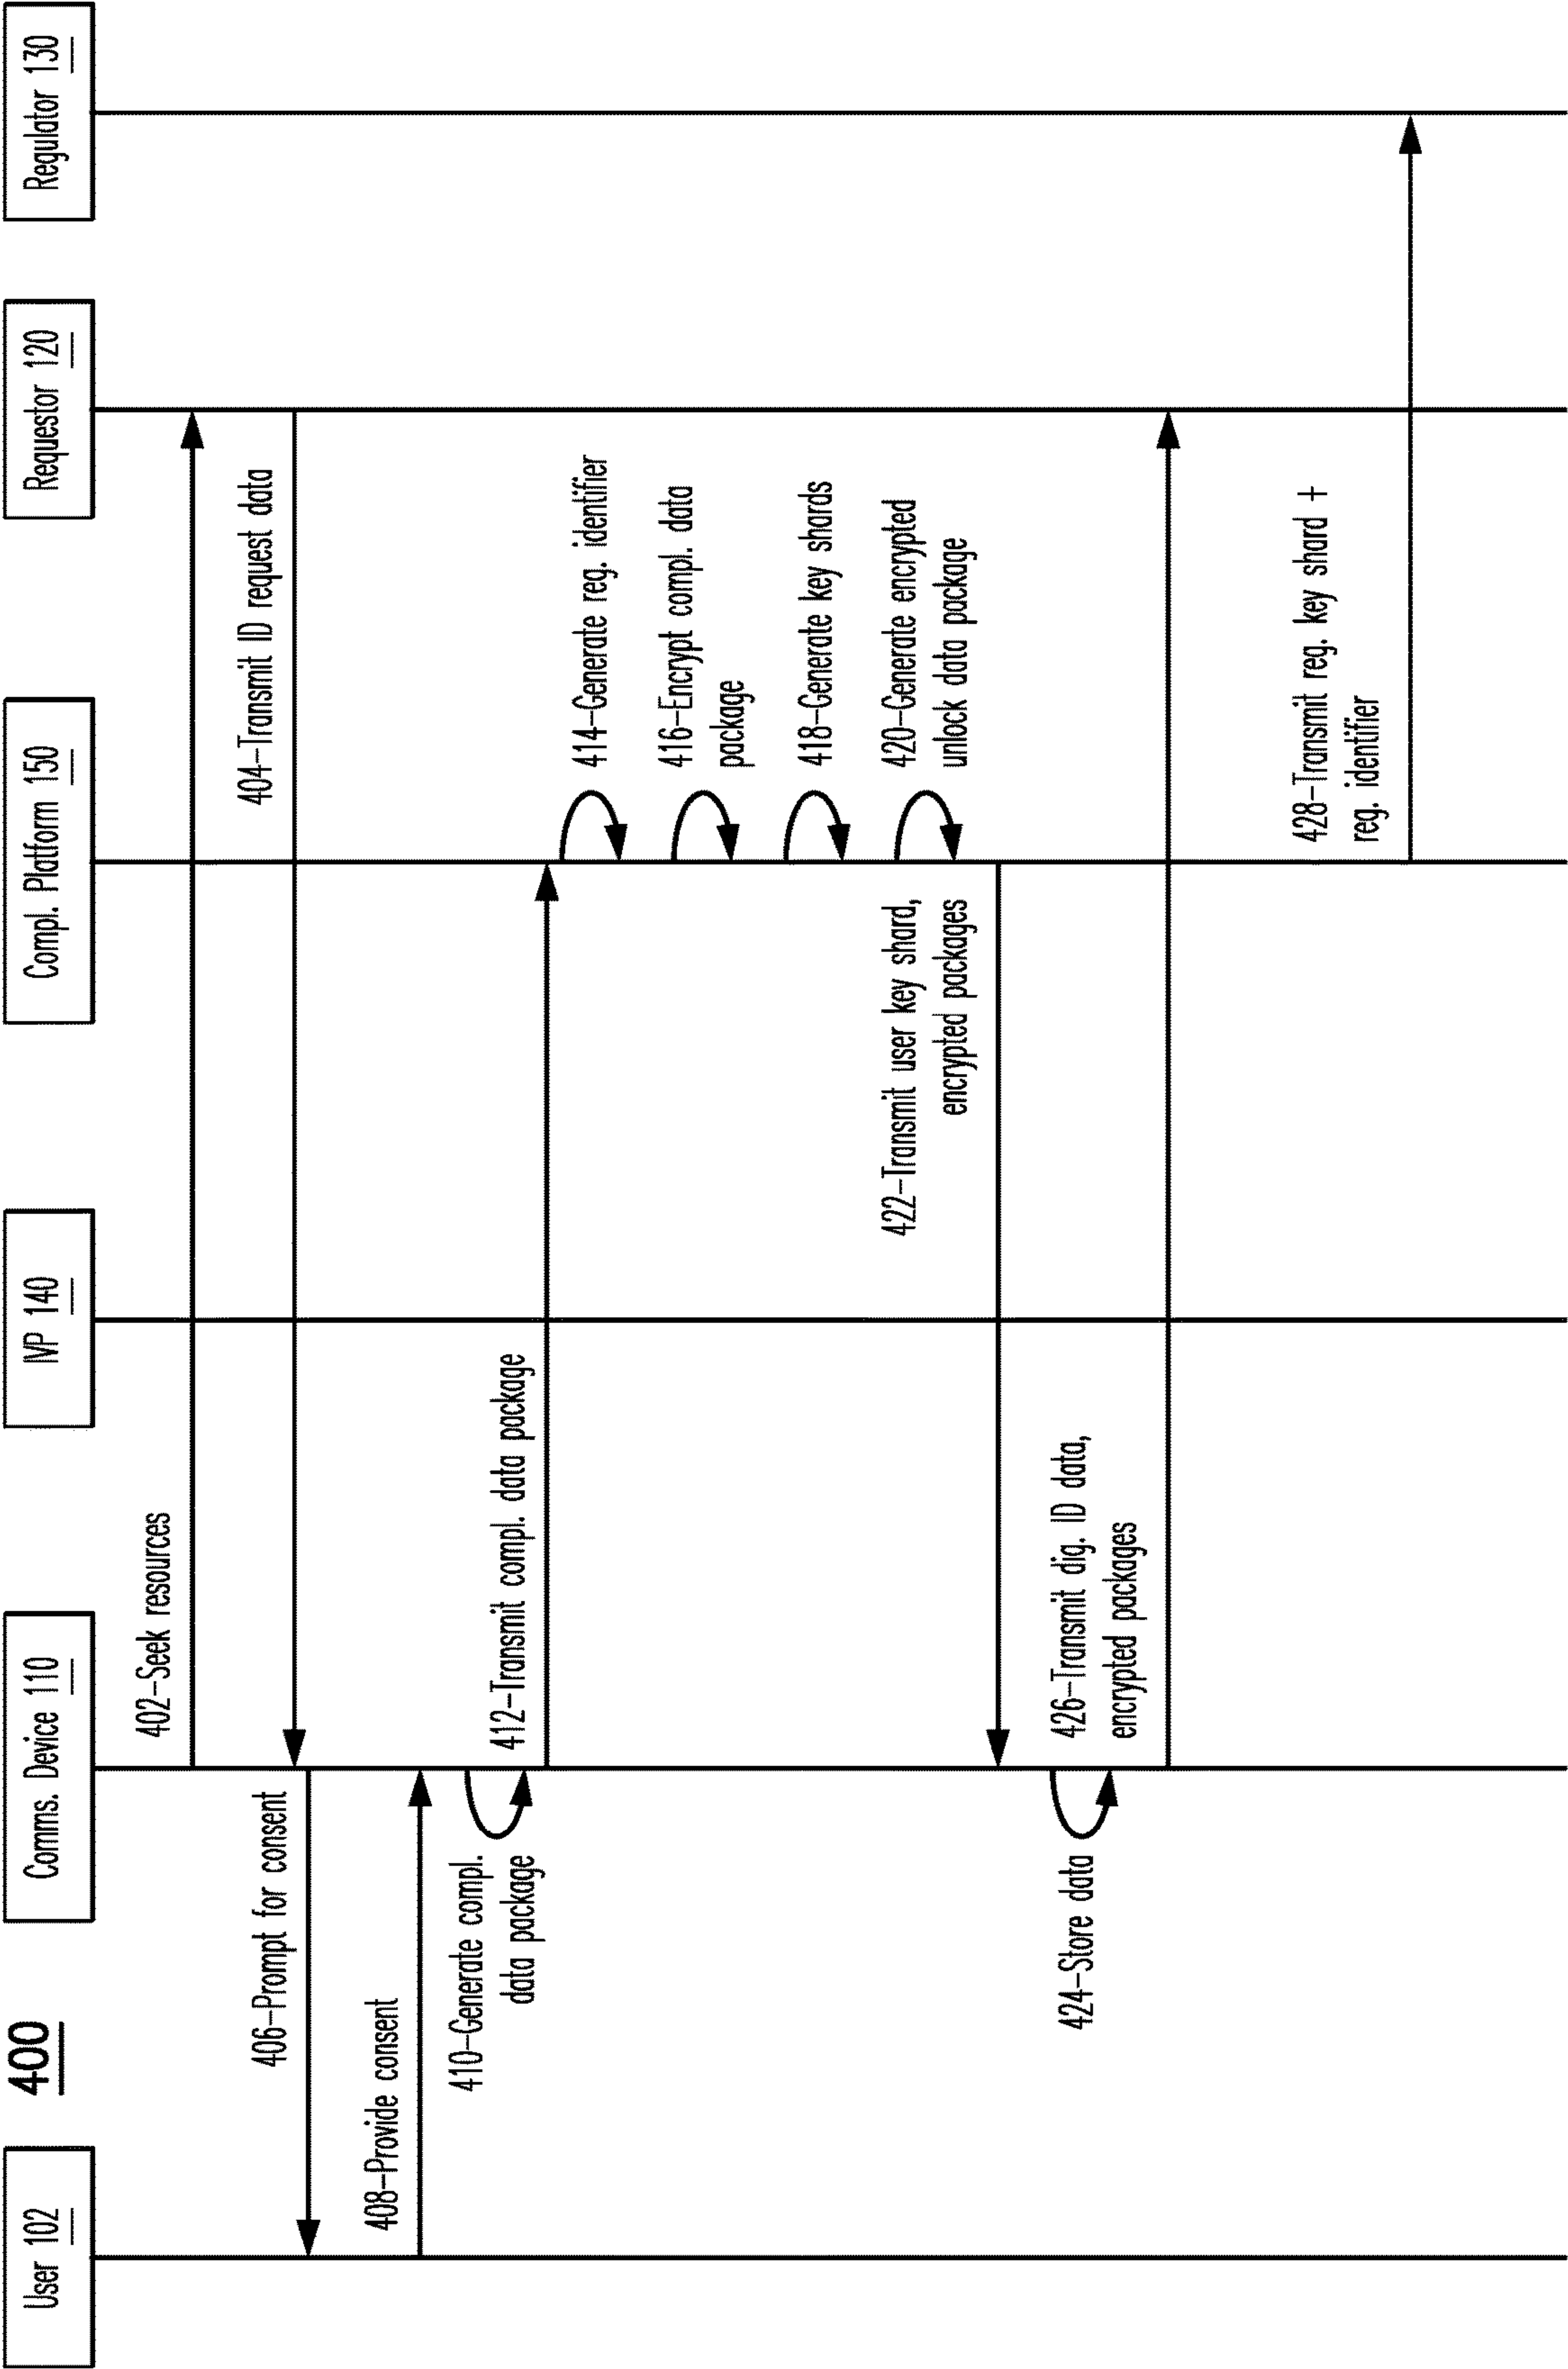 400
User 102
Comms. Device 110
IVP 140
Compl. Platform 150
Requestor 120
Regulator 130
402–Seek resources
404–Transmit ID request data
406–Prompt for consent
408–Provide consent
410–Generate compl.
data package
412–Transmit compl. data package
414–Generate reg. identifier
416–Encrypt compl. data
package
418–Generate key shards
420–Generate encrypted
unlock data package
422–Transmit user key shard,
encrypted packages
424–Store data
426–Transmit dig. ID data,
encrypted packages
428–Transmit reg. key shard +
reg. identifier